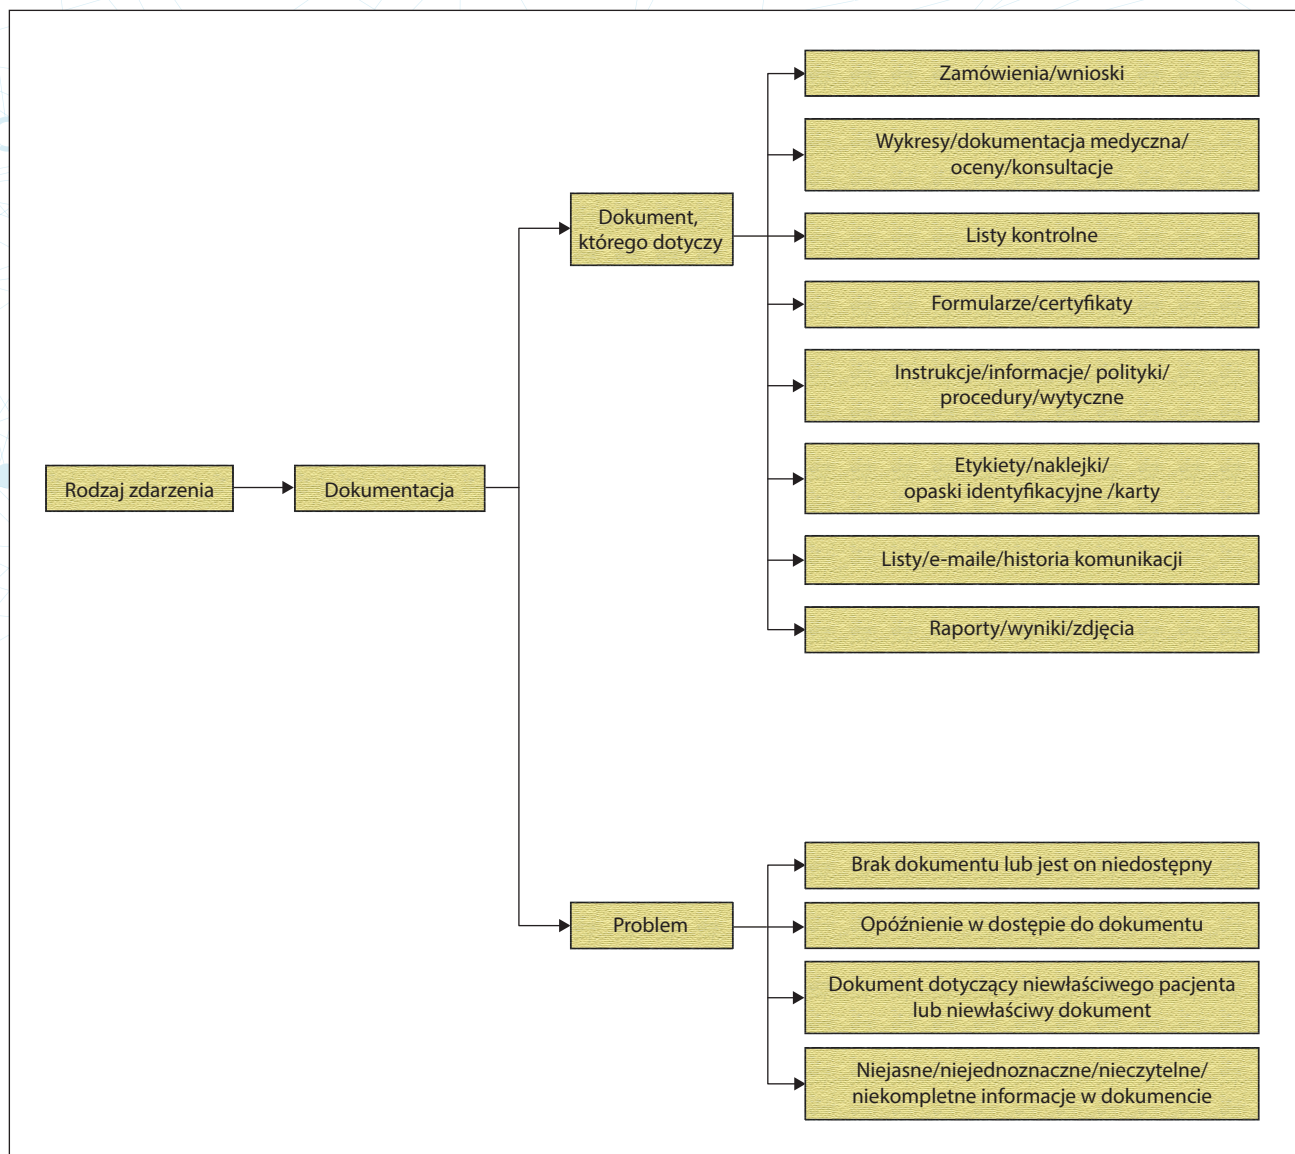 Rodzaj zdarzenia
Dokumentacja
Dokument,
którego dotyczy
Zamówienia/wnioski
Wykresy/dokumentacja medyczna/
oceny/konsultacje
Listy kontrolne
Formularze/certyfikaty
Instrukcje/informacje/ polityki/
procedury/wytyczne
Etykiety/naklejki/
opaski identyfikacyjne /karty
Listy/e-maile/historia komunikacji
Raporty/wyniki/zdjęcia
Problem
Brak dokumentu lub jest on niedostępny
Opóźnienie w dostępie do dokumentu
Dokument dotyczący niewłaściwego pacjenta
lub niewłaściwy dokument
Niejasne/niejednoznaczne/nieczytelne/
niekompletne informacje w dokumencie